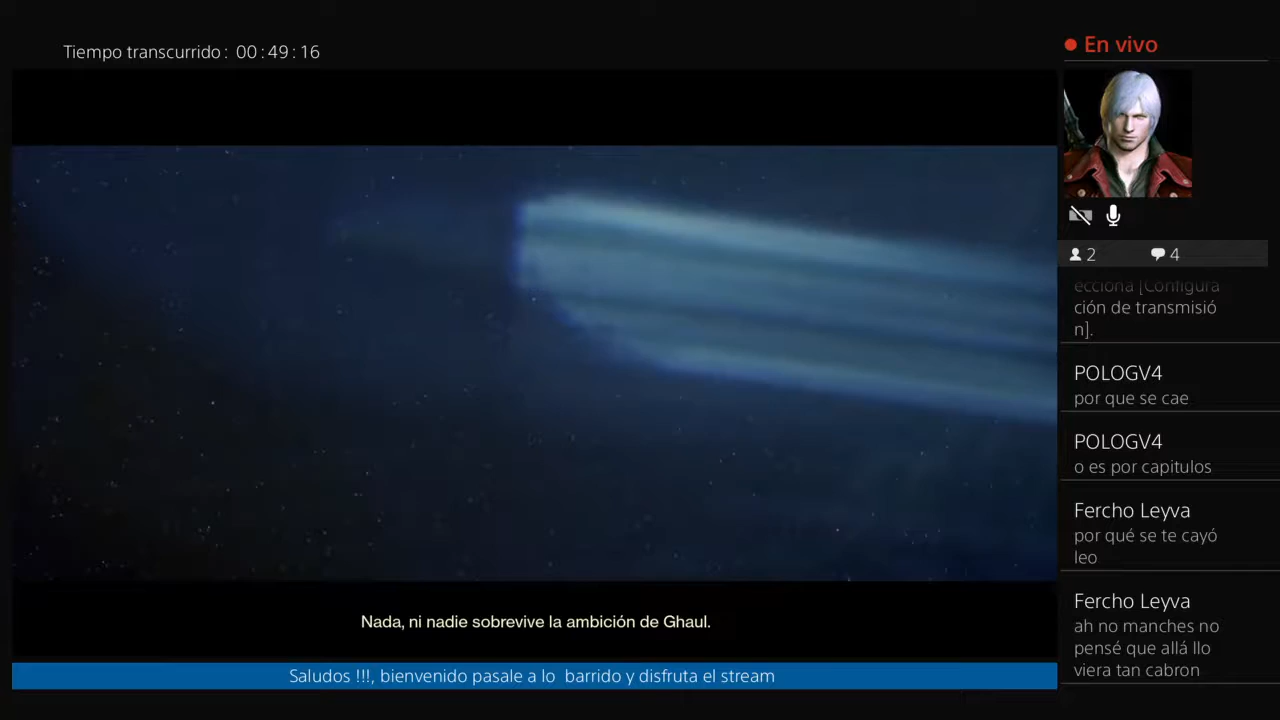 Tiempo transcurrido : 00 : 49 : 16
En vivo
2
4
ecciona [Configura
ción de transmisió
n].
POLOGV4
por que se cae
POLOGV4
o es por capitulos
Fercho Leyva
por qué se te cayó
leo
Fercho Leyva
ah no manches no
pensé que allá llo
viera tan cabron
Nada, ni nadie sobrevive la ambición de Ghaul.
Saludos !!!, bienvenido pasale a lo barrido y disfruta el stream